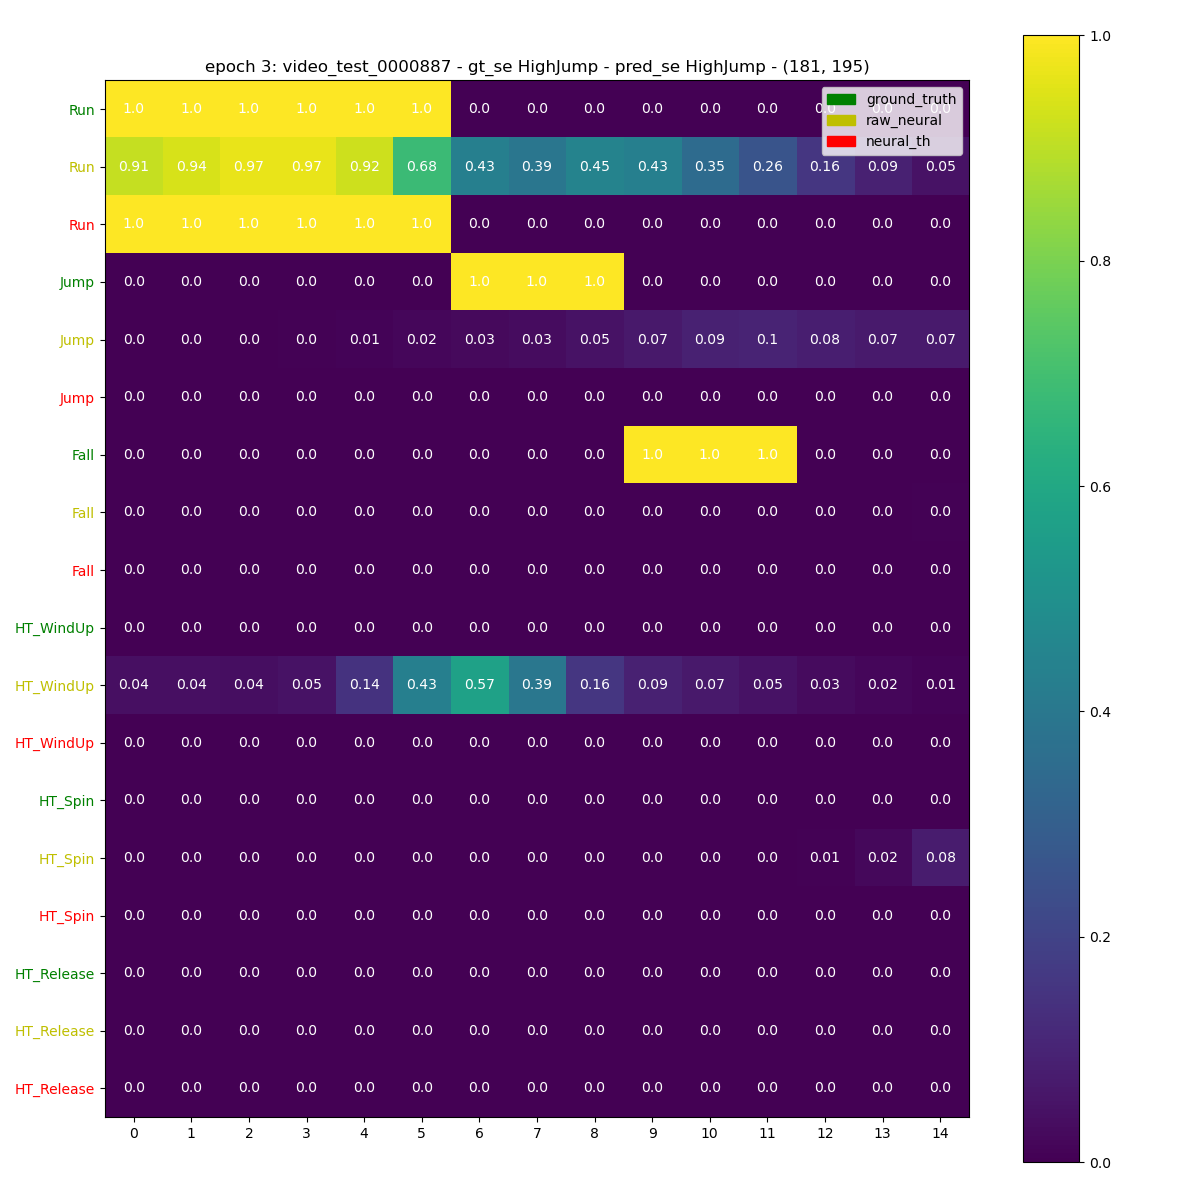 epoch 3: video_test_0000887 - gt_se HighJump - pred_se HighJump - (181, 195)
ground_truth
raw_neural
neural_th
Run 1.0 1.0 1.0 1.0 1.0 1.0 0.0 0.0 0.0 0.0 0.0 0.0 0.0 0.0 0.0
Run 0.91 0.94 0.97 0.97 0.92 0.68 0.43 0.39 0.45 0.43 0.35 0.26 0.16 0.09 0.05
Run 1.0 1.0 1.0 1.0 1.0 1.0 0.0 0.0 0.0 0.0 0.0 0.0 0.0 0.0 0.0
Jump 0.0 0.0 0.0 0.0 0.0 0.0 1.0 1.0 1.0 0.0 0.0 0.0 0.0 0.0 0.0
Jump 0.0 0.0 0.0 0.0 0.01 0.02 0.03 0.03 0.05 0.07 0.09 0.1 0.08 0.07 0.07
Jump 0.0 0.0 0.0 0.0 0.0 0.0 0.0 0.0 0.0 0.0 0.0 0.0 0.0 0.0 0.0
Fall 0.0 0.0 0.0 0.0 0.0 0.0 0.0 0.0 0.0 1.0 1.0 1.0 0.0 0.0 0.0
Fall 0.0 0.0 0.0 0.0 0.0 0.0 0.0 0.0 0.0 0.0 0.0 0.0 0.0 0.0 0.0
Fall 0.0 0.0 0.0 0.0 0.0 0.0 0.0 0.0 0.0 0.0 0.0 0.0 0.0 0.0 0.0
HT_WindUp 0.0 0.0 0.0 0.0 0.0 0.0 0.0 0.0 0.0 0.0 0.0 0.0 0.0 0.0 0.0
HT_WindUp 0.04 0.04 0.04 0.05 0.14 0.43 0.57 0.39 0.16 0.09 0.07 0.05 0.03 0.02 0.01
HT_WindUp 0.0 0.0 0.0 0.0 0.0 0.0 0.0 0.0 0.0 0.0 0.0 0.0 0.0 0.0 0.0
HT_Spin 0.0 0.0 0.0 0.0 0.0 0.0 0.0 0.0 0.0 0.0 0.0 0.0 0.0 0.0 0.0
HT_Spin 0.0 0.0 0.0 0.0 0.0 0.0 0.0 0.0 0.0 0.0 0.0 0.0 0.01 0.02 0.08
HT_Spin 0.0 0.0 0.0 0.0 0.0 0.0 0.0 0.0 0.0 0.0 0.0 0.0 0.0 0.0 0.0
HT_Release 0.0 0.0 0.0 0.0 0.0 0.0 0.0 0.0 0.0 0.0 0.0 0.0 0.0 0.0 0.0
HT_Release 0.0 0.0 0.0 0.0 0.0 0.0 0.0 0.0 0.0 0.0 0.0 0.0 0.0 0.0 0.0
HT_Release 0.0 0.0 0.0 0.0 0.0 0.0 0.0 0.0 0.0 0.0 0.0 0.0 0.0 0.0 0.0
0 1 2 3 4 5 6 7 8 9 10 11 12 13 14
1.0
0.8
0.6
0.4
0.2
0.0